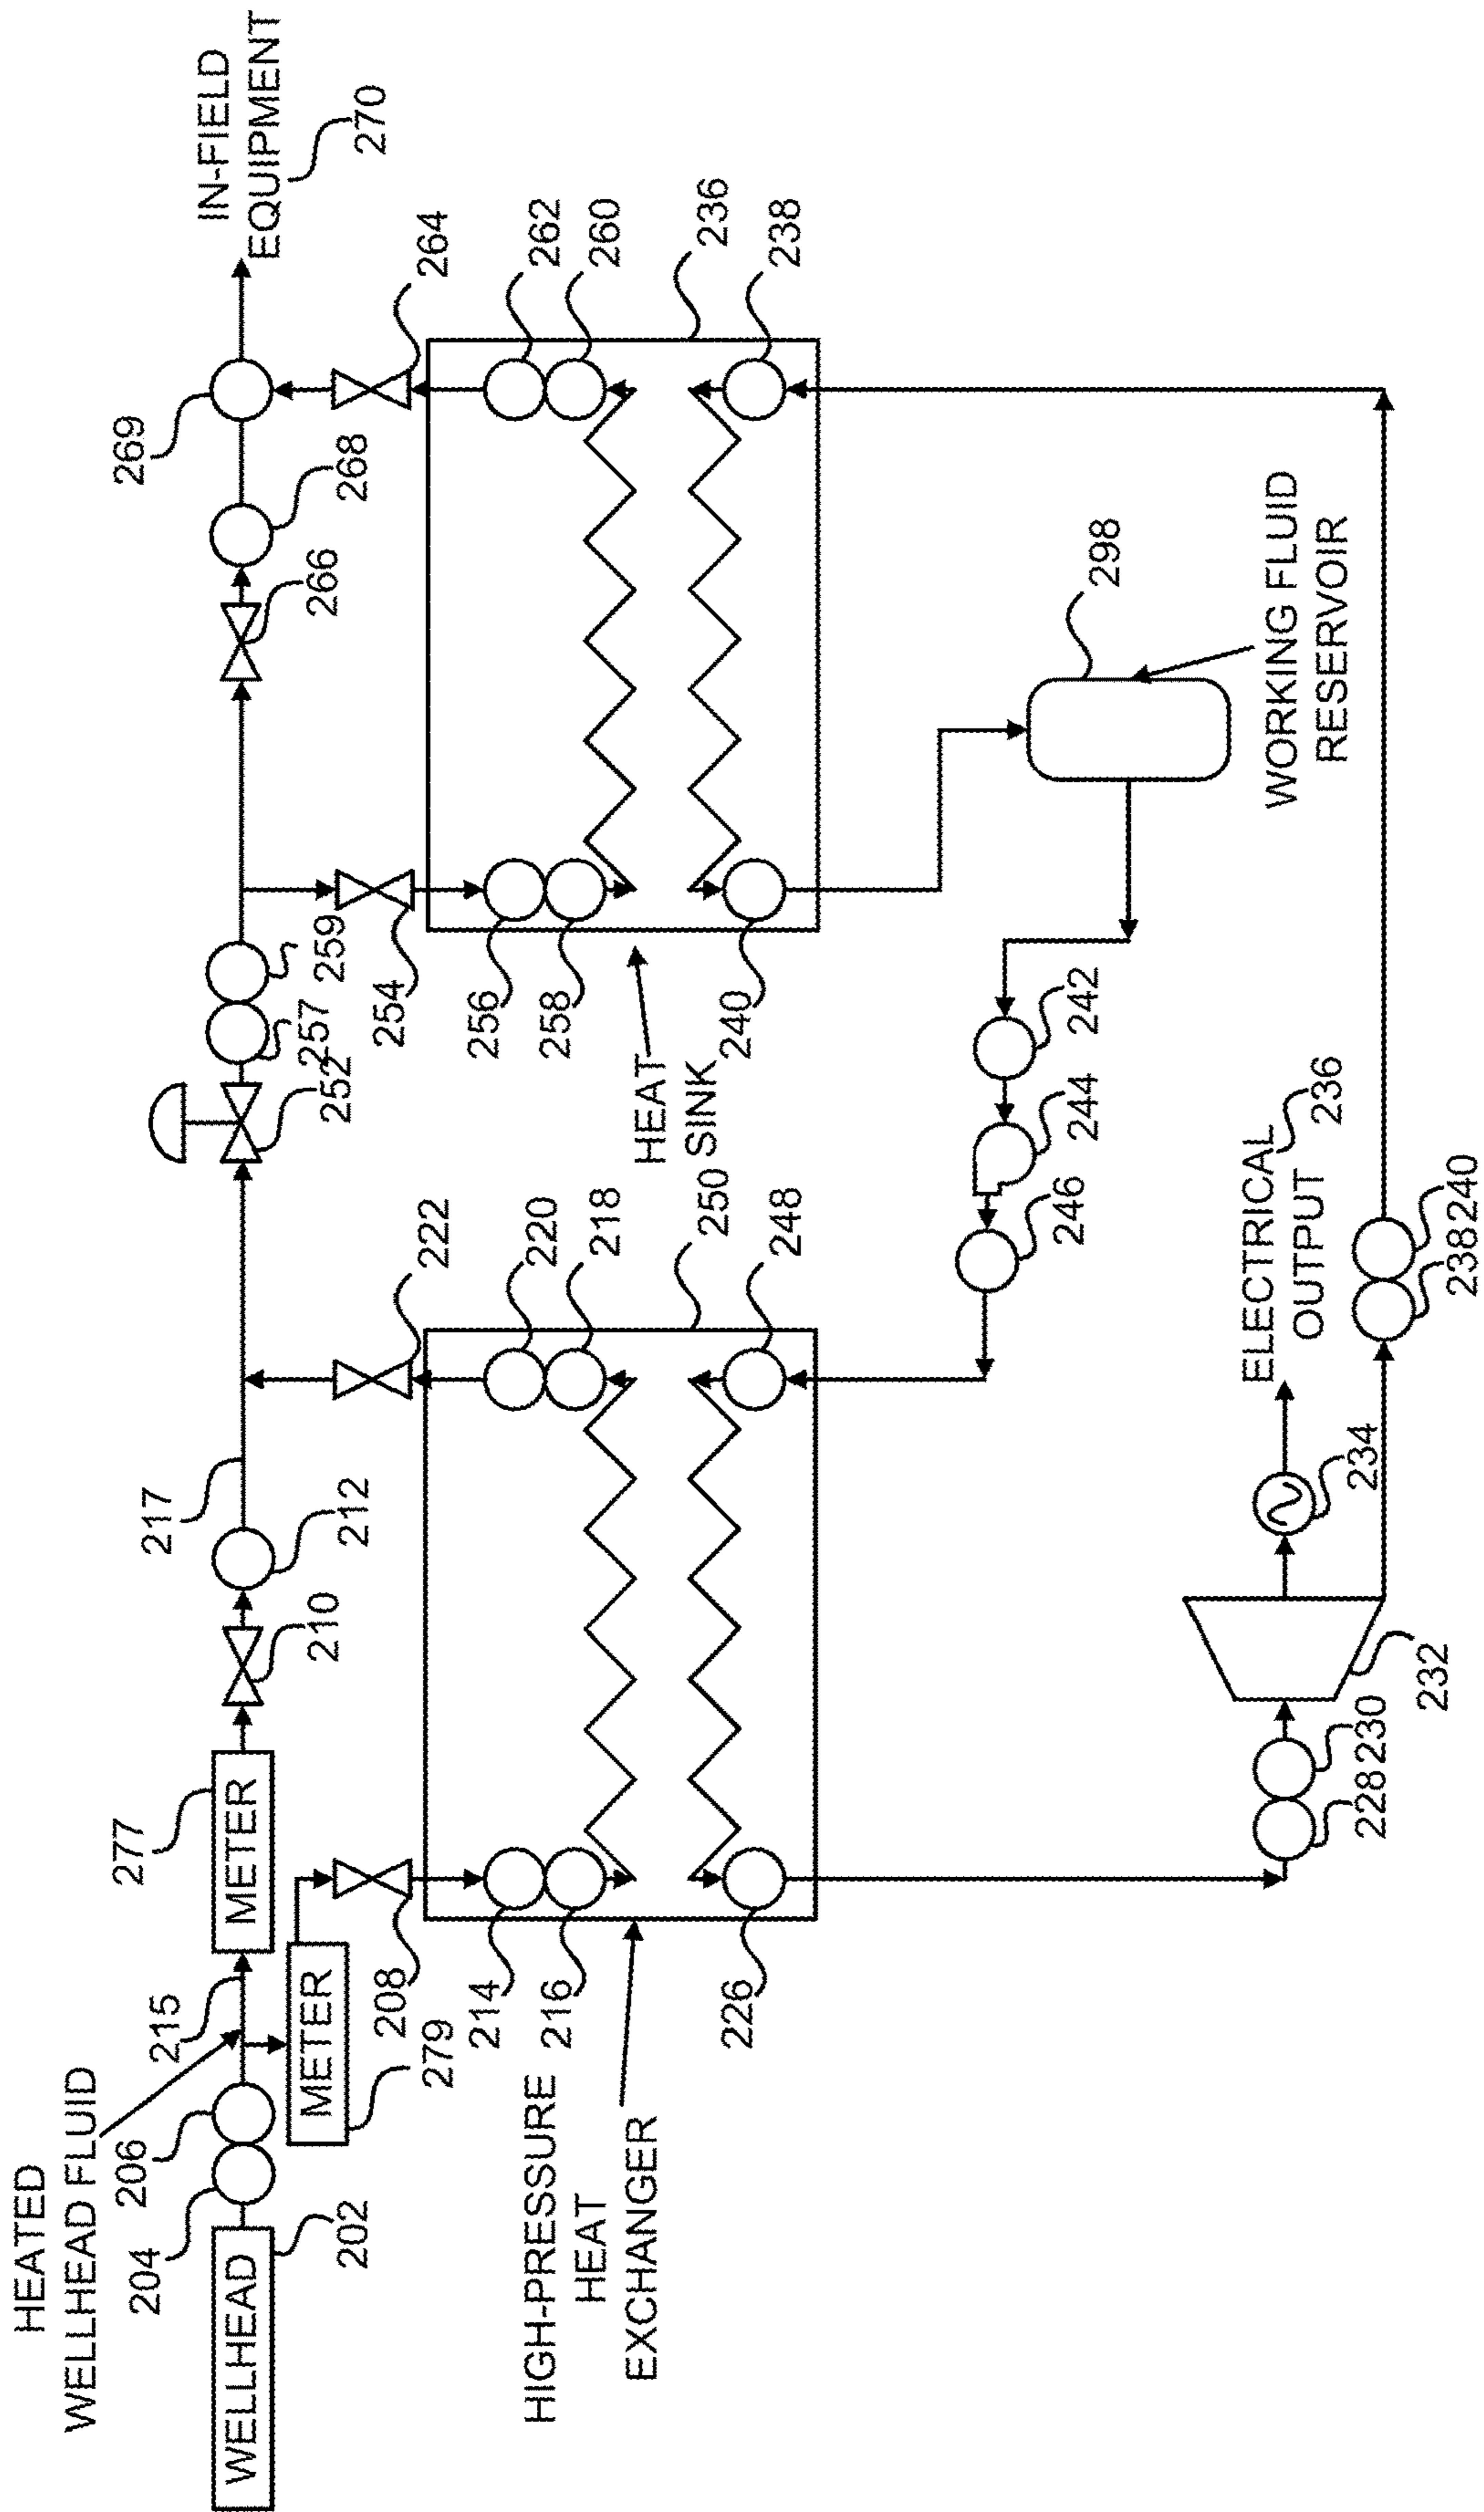 HEATED
WELLHEAD FLUID
204
206
215
277
217
269
WELLHEAD
METER
202
METER
279
208
210
212
222
252
257
259
254
266
268
264
IN-FIELD
EQUIPMENT
270
HIGH-PRESSURE
HEAT
EXCHANGER
214
216
226
220
218
250
248
HEAT
SINK
256
258
240
262
260
236
238
246
244
242
298
WORKING FLUID
RESERVOIR
228
230
232
234
ELECTRICAL
OUTPUT
236
238
240